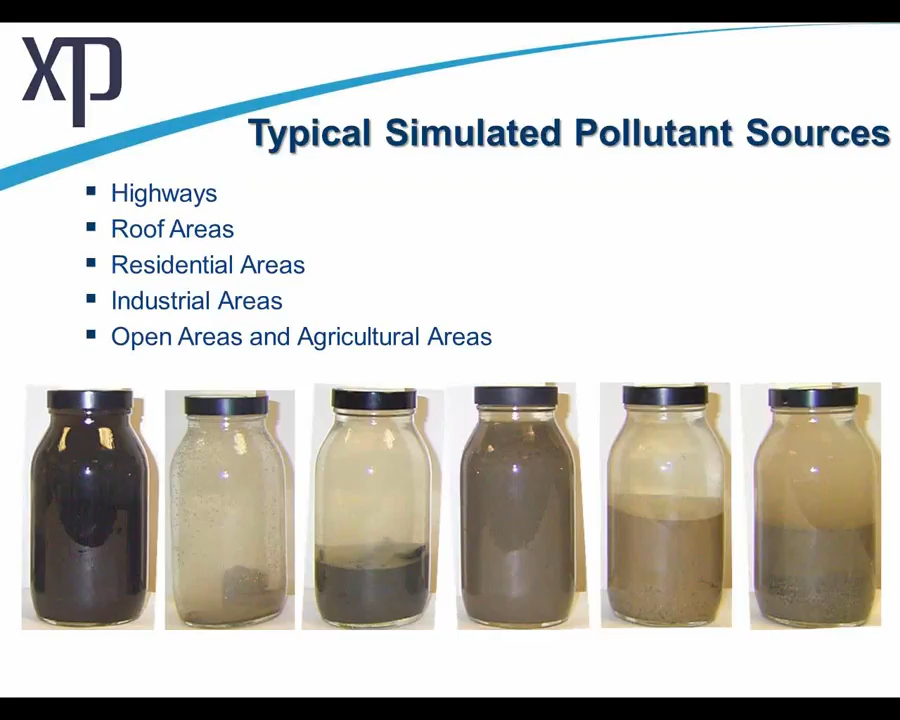 XP
Typical Simulated Pollutant Sources
Highways
Roof Areas
Residential Areas
Industrial Areas
Open Areas and Agricultural Areas